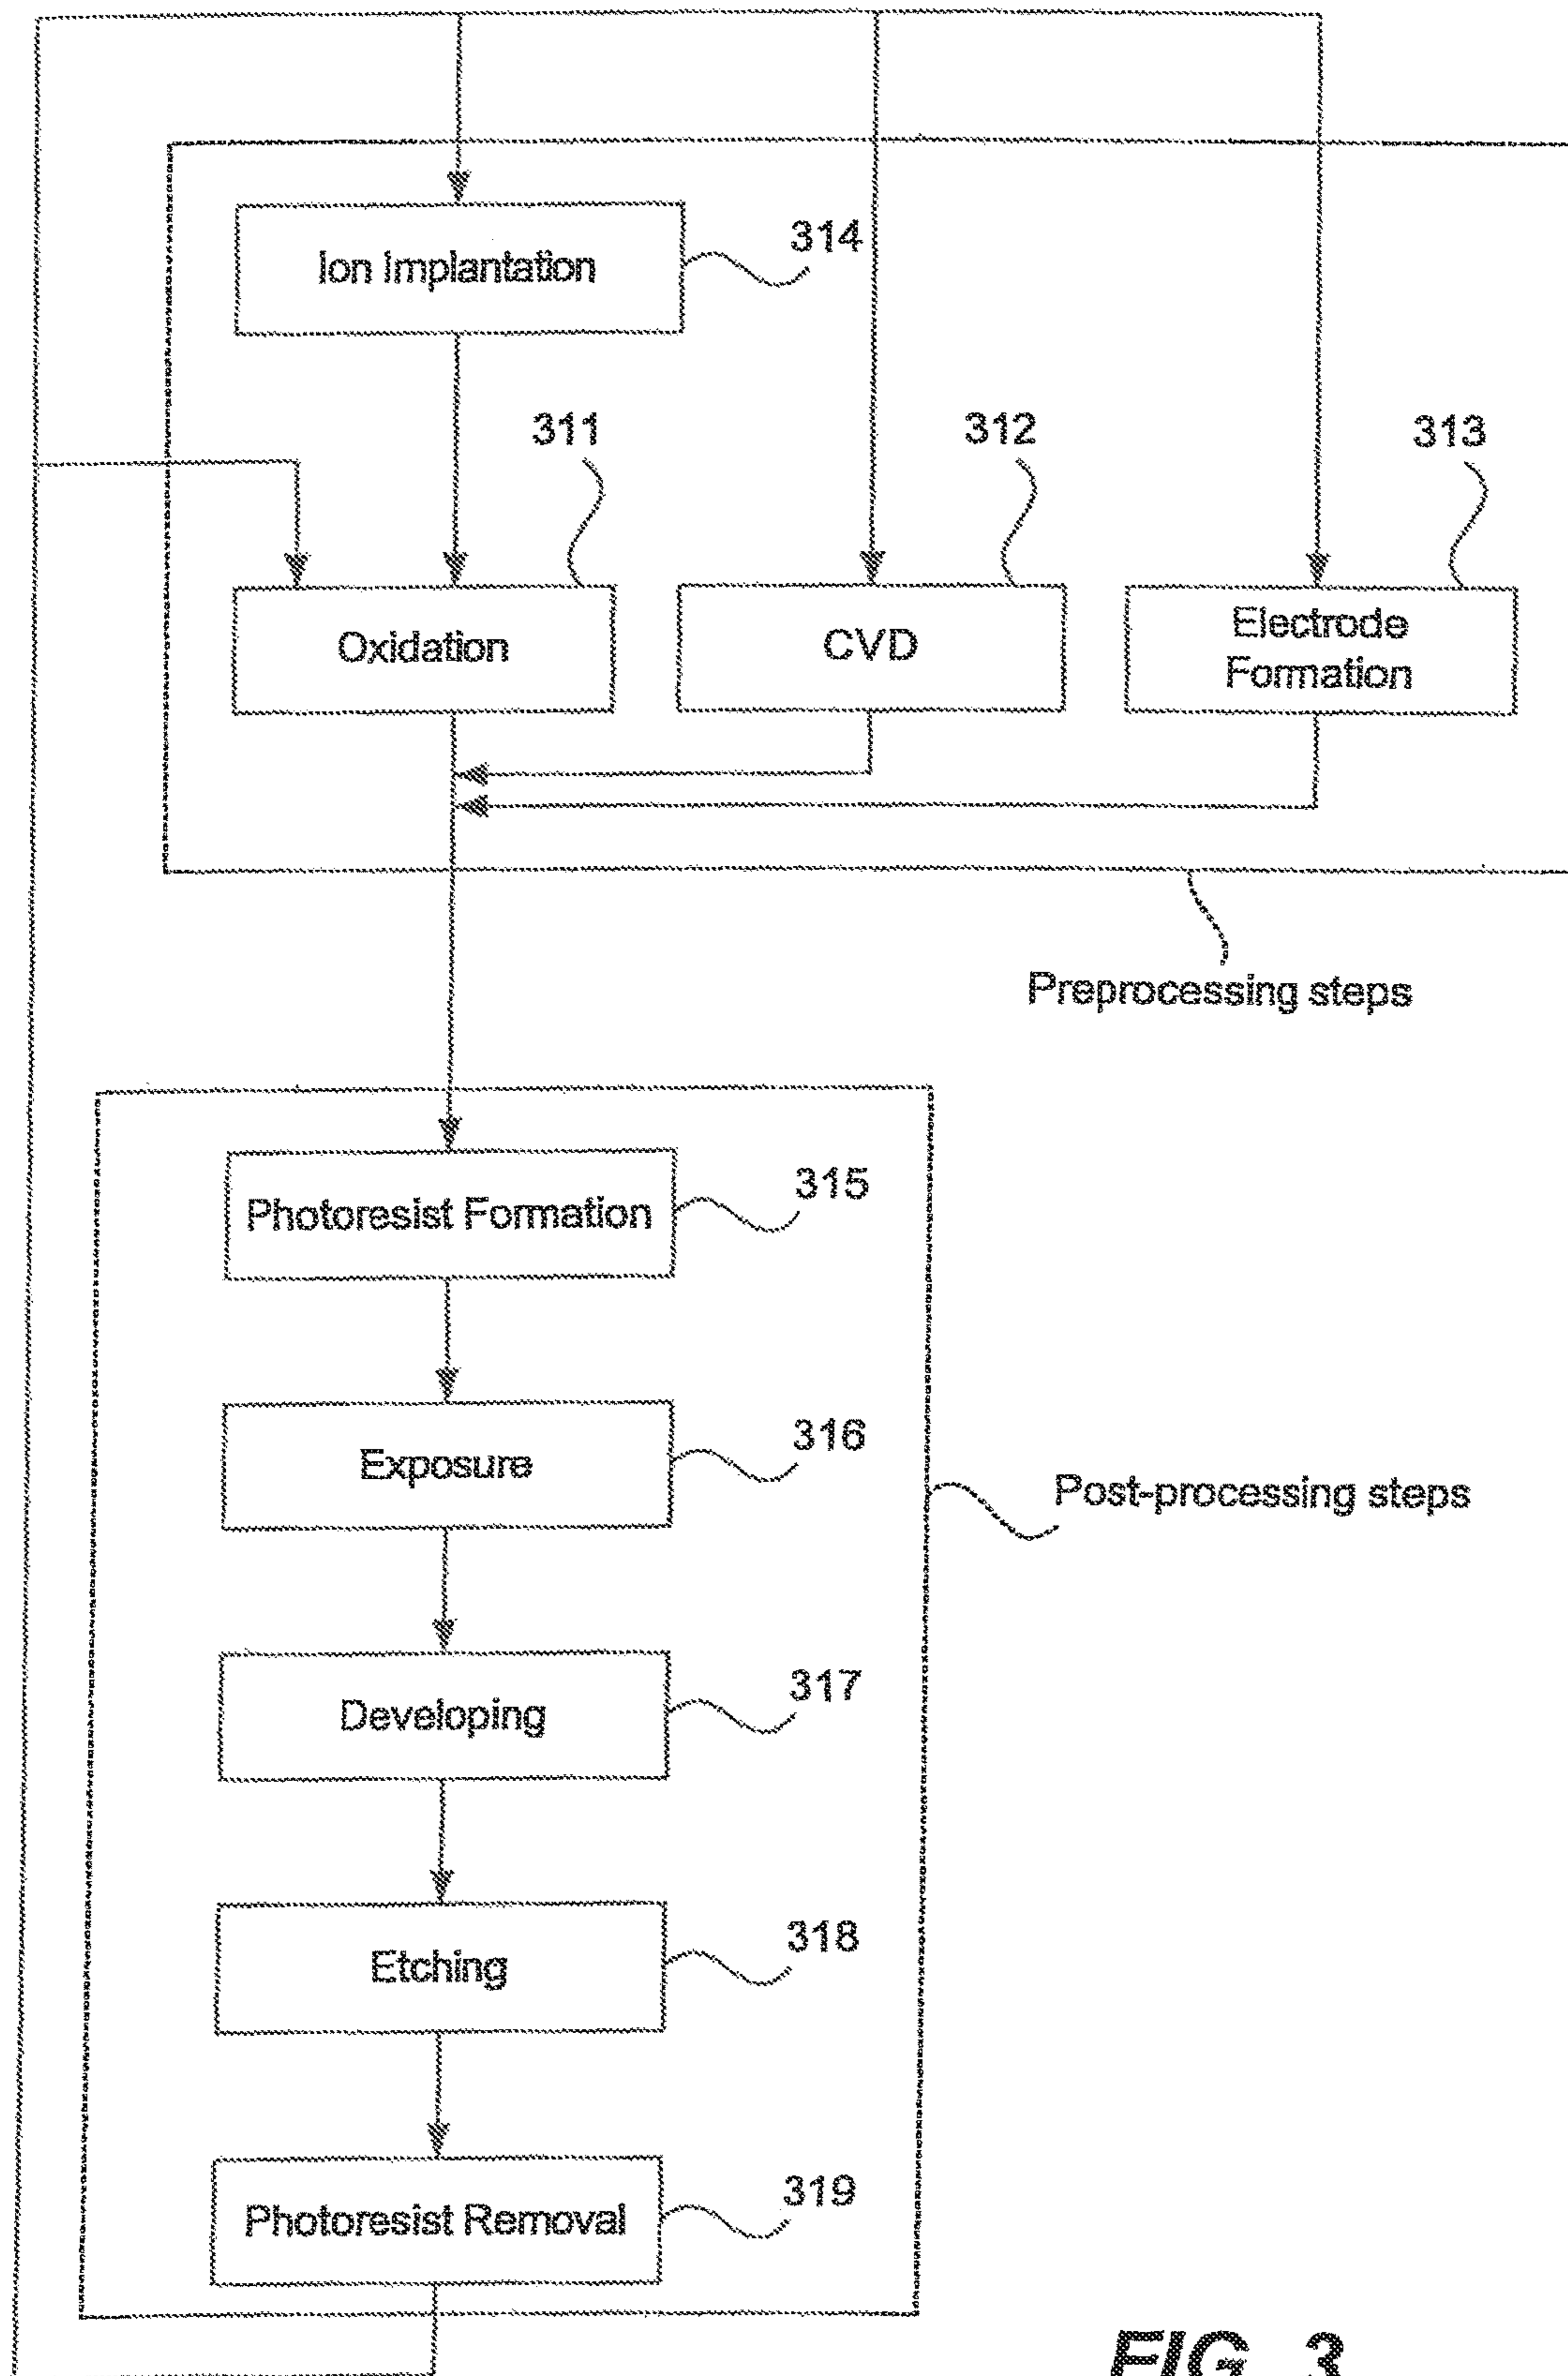 Ion Implantation
314
311
312
313
Oxidation
CVD
Electrode
Formation
Preprocessing steps
Photoresist Formation
315
Exposure
316
Post-processing steps
Developing
317
Etching
318
Photoresist Removal
319
FIG. 3